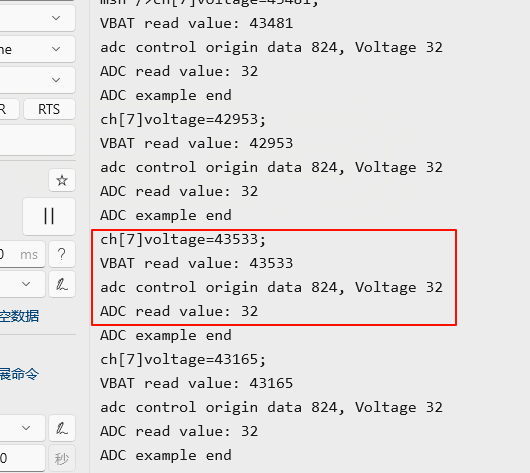 msh />ch[7]voltage=43481;
VBAT read value: 43481
adc control origin data 824, Voltage 32
ADC read value: 32
ADC example end
ch[7]voltage=42953;
VBAT read value: 42953
adc control origin data 824, Voltage 32
ADC read value: 32
ADC example end
ch[7]voltage=43533;
VBAT read value: 43533
adc control origin data 824, Voltage 32
ADC read value: 32
ADC example end
ch[7]voltage=43165;
VBAT read value: 43165
adc control origin data 824, Voltage 32
ADC read value: 32
ADC example end
ne
R
RTS
0 ms
?
空数据
展命令
0
秒